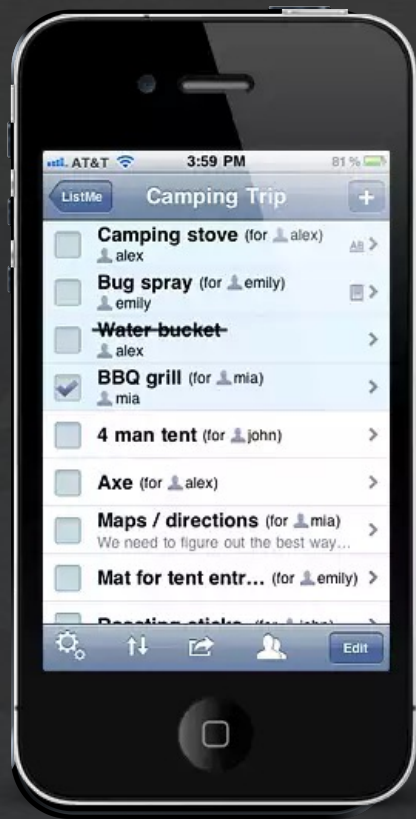 AT&T 3:59 PM 81%
ListMe Camping Trip +
Camping stove (for alex)
alex
AB
Bug spray (for emily)
emily
Water bucket
alex
BBQ grill (for mia)
mia
4 man tent (for john)
Axe (for alex)
Maps / directions (for mia)
We need to figure out the best way...
Mat for tent entr... (for emily)
Edit